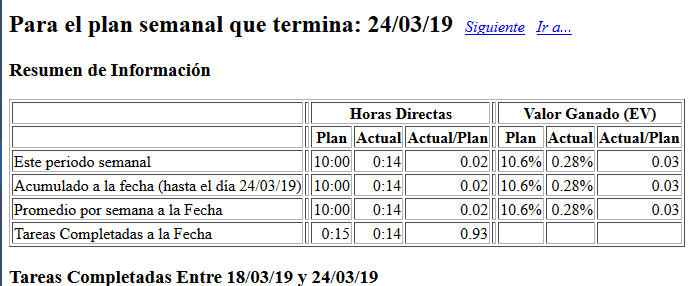 Para el plan semanal que termina: 24/03/19 Siguiente Ir a...
Resumen de Información
Horas Directas Valor Ganado (EV)
Plan Actual Actual/Plan Plan Actual Actual/Plan
Este periodo semanal 10:00 0:14 0.02 10.6% 0.28% 0.03
Acumulado a la fecha (hasta el día 24/03/19) 10:00 0:14 0.02 10.6% 0.28% 0.03
Promedio por semana a la Fecha 10:00 0:14 0.02 10.6% 0.28% 0.03
Tareas Completadas a la Fecha 0:15 0:14 0.93
Tareas Completadas Entre 18/03/19 y 24/03/19